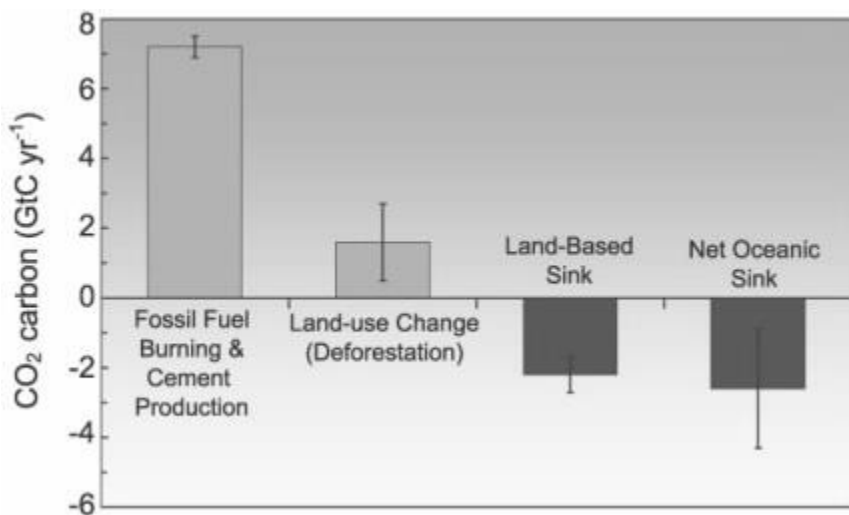 CO₂ carbon (GtC yr⁻¹)
8
6
4
2
0
-2
-4
-6
Fossil Fuel
Burning &
Cement
Production
Land-use Change
(Deforestation)
Land-Based
Sink
Net Oceanic
Sink